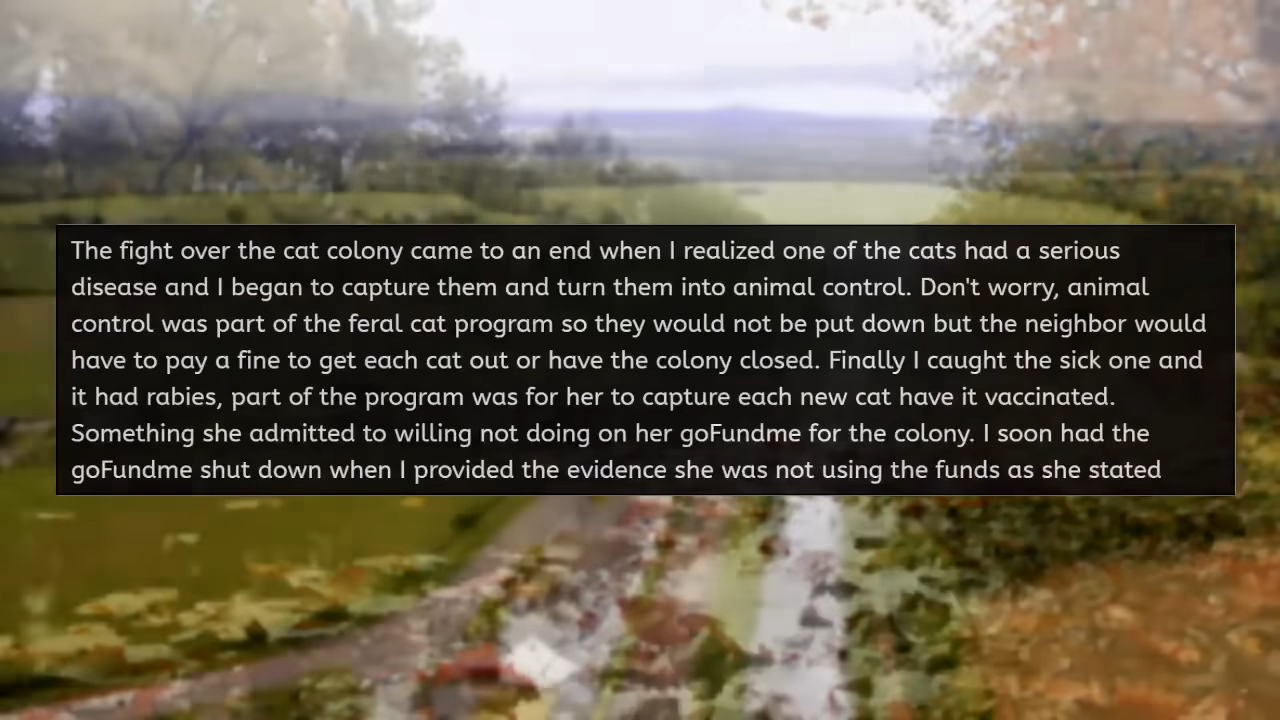 The fight over the cat colony came to an end when I realized one of the cats had a serious
disease and I began to capture them and turn them into animal control. Don't worry, animal
control was part of the feral cat program so they would not be put down but the neighbor would
have to pay a fine to get each cat out or have the colony closed. Finally I caught the sick one and
it had rabies, part of the program was for her to capture each new cat have it vaccinated.
Something she admitted to willing not doing on her goFundme for the colony. I soon had the
goFundme shut down when I provided the evidence she was not using the funds as she stated